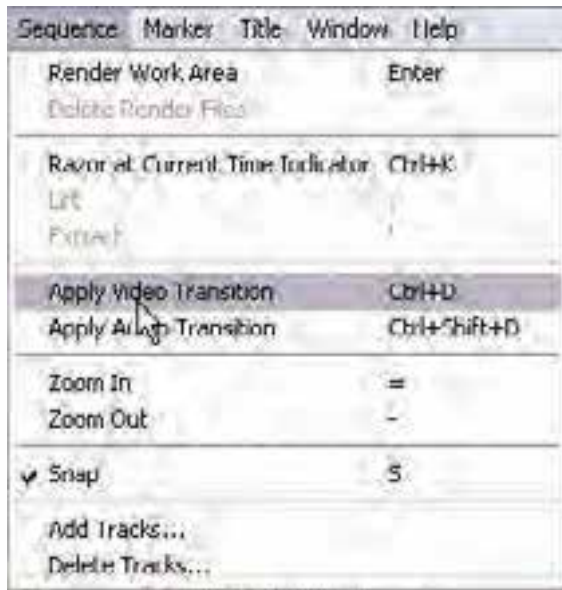 Sequence Marker Title Window Help
Render Work Area Enter
Delete Render Files
Razor at Current Time Indicator Ctrl+K
Lift ;
Extract '
Apply Video Transition Ctrl+D
Apply Audio Transition Ctrl+Shift+D
Zoom In =
Zoom Out -
Snap S
Add Tracks...
Delete Tracks...